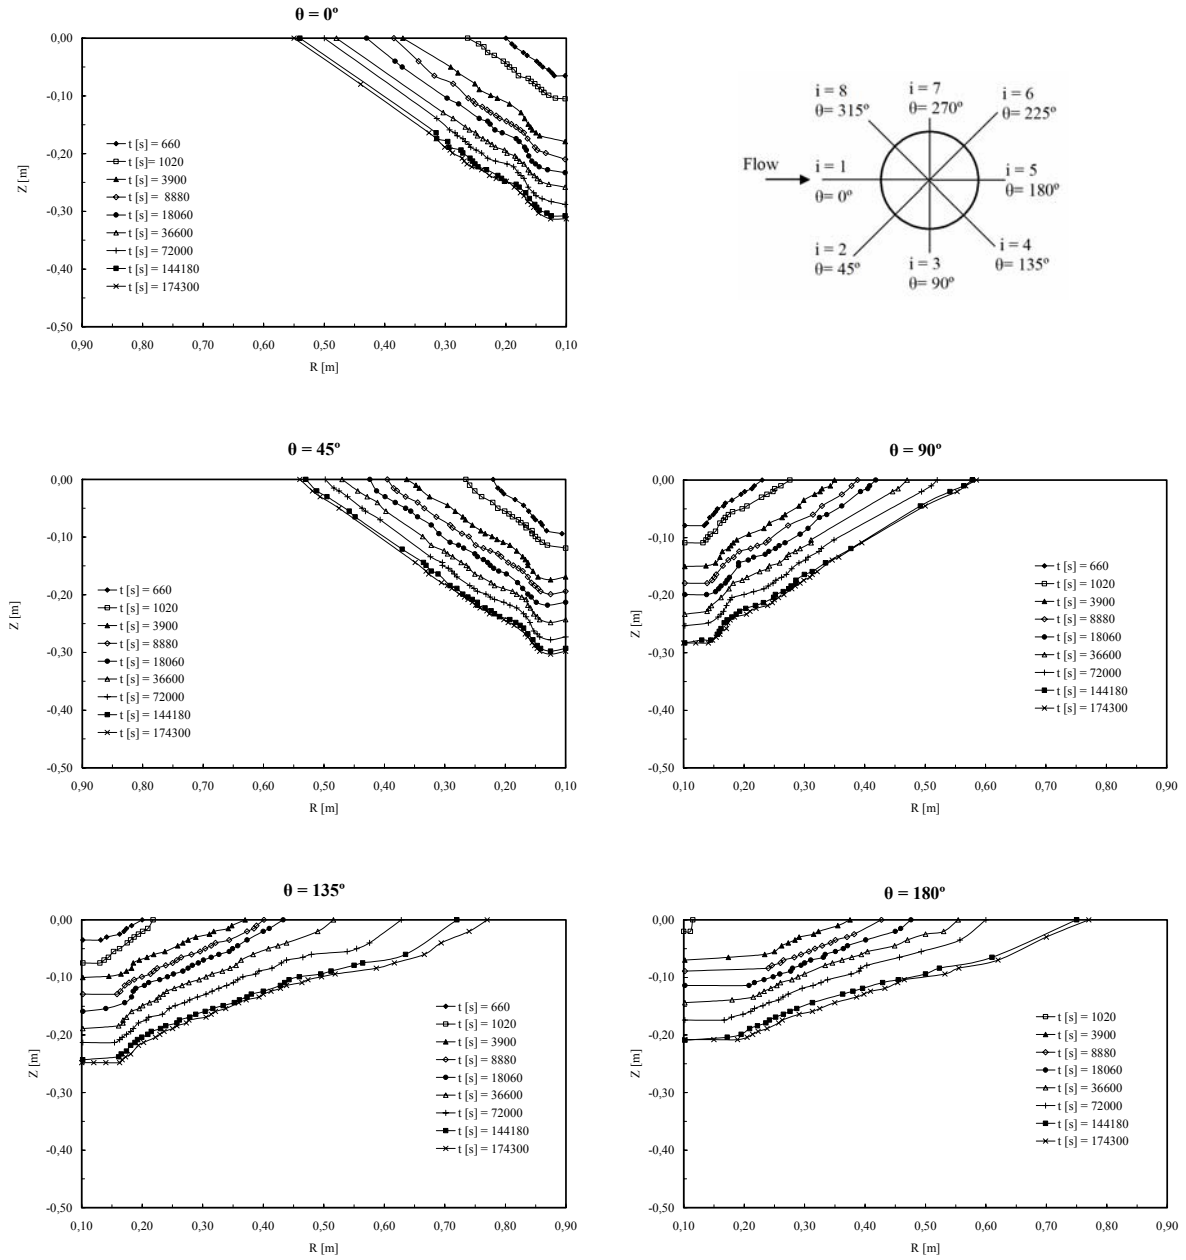 θ = 0º
0,00
-0,10
-0,20
-0,30
-0,40
-0,50
Z [m]
t [s] = 660
t [s]= 1020
t [s] = 3900
t [s] = 8880
t [s] = 18060
t [s] = 36600
t [s] = 72000
t [s] = 144180
t [s] = 174300
0,90 0,80 0,70 0,60 0,50 0,40 0,30 0,20 0,10
R [m]
i = 8
θ= 315º
i = 7
θ= 270º
i = 6
θ= 225º
Flow
i = 1
θ= 0º
i = 5
θ= 180º
i = 2
θ= 45º
i = 3
θ= 90º
i = 4
θ= 135º
θ = 45º
0,00
-0,10
-0,20
-0,30
-0,40
-0,50
Z [m]
t [s] = 660
t [s] = 1020
t [s] = 3900
t [s] = 8880
t [s] = 18060
t [s] = 36600
t [s] = 72000
t [s] = 144180
t [s] = 174300
0,90 0,80 0,70 0,60 0,50 0,40 0,30 0,20 0,10
R [m]
θ = 90º
0,00
-0,10
-0,20
-0,30
-0,40
-0,50
Z [m]
t [s] = 660
t [s] = 1020
t [s] = 3900
t [s] = 8880
t [s] = 18060
t [s] = 36600
t [s] = 72000
t [s] = 144180
t [s] = 174300
0,10 0,20 0,30 0,40 0,50 0,60 0,70 0,80 0,90
R [m]
θ = 135º
0,00
-0,10
-0,20
-0,30
-0,40
-0,50
Z [m]
t [s] = 660
t [s] = 1020
t [s] = 3900
t [s] = 8880
t [s] = 18060
t [s] = 36600
t [s] = 72000
t [s] = 144180
t [s] = 174300
0,10 0,20 0,30 0,40 0,50 0,60 0,70 0,80 0,90
R [m]
θ = 180º
0,00
-0,10
-0,20
-0,30
-0,40
-0,50
Z [m]
t [s] = 1020
t [s] = 3900
t [s] = 8880
t [s] = 18060
t [s] = 36600
t [s] = 72000
t [s] = 144180
t [s] = 174300
0,10 0,20 0,30 0,40 0,50 0,60 0,70 0,80 0,90
R [m]